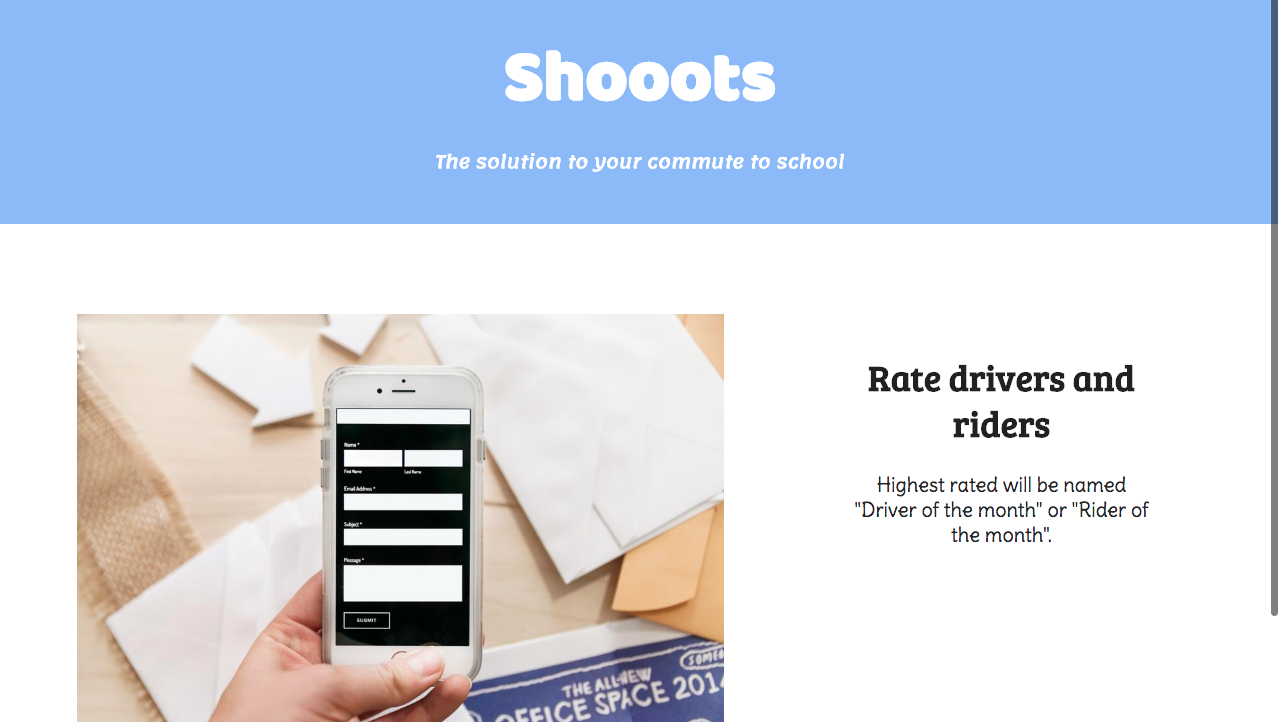 Shooots
The solution to your commute to school
Rate drivers and
riders
Highest rated will be named
"Driver of the month" or "Rider of
the month".
Name *
First Name
Last Name
Email Address *
Subject *
Message *
SUBMIT
THE ALL-NEW
OFFICE SPACE 2014